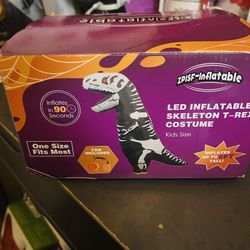 ZPISF-Inflatable
inflates
in 90
Seconds
LED INFLATABLE
SKELETON T-REX
COSTUME
Kids Size
One Size
Fits Most
FAN
INCLUDED
INFLATES
UP TO
TALL!